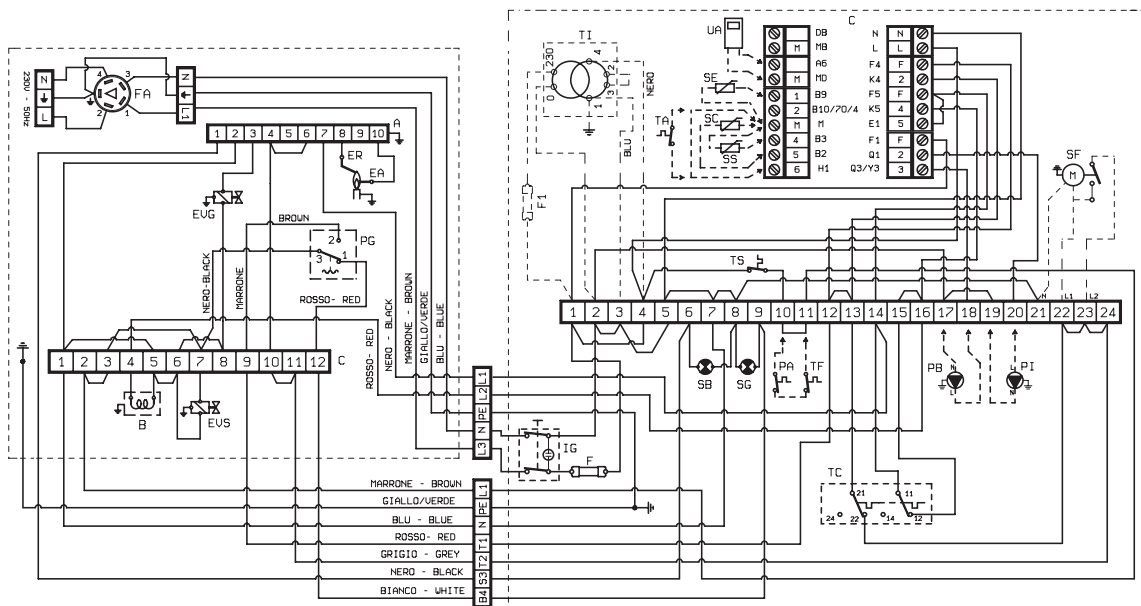 C
230V - 50Hz
N
L
4
3
2
1
FA
N
L1
A
1 2 3 4 5 6 7 8 9 10
ER
EA
EVG
BROWN
2
PG
3
1
NERO-BLACK
MARRONE
ROSSO- RED
ROSSO- RED
NERO - BLACK
MARRONE - BROWN
GIALLO/VERDE
BLU - BLUE
1 2 3 4 5 6 7 8 9 10 11 12
C
B
EVS
L1
L2
PE
N
L3
IG
F
MARRONE - BROWN
GIALLO/VERDE
BLU - BLUE
ROSSO- RED
GRIGIO - GREY
NERO - BLACK
BIANCO - WHITE
L1
PE
N
T1
T2
S3
B4
TI
230
0
4
2
3
1
NERO
BLU
F1
UA
SE
SC
SS
TA
DB
M MB
A6
M MD
1 B9
2 B10/70/4
M M
4 B3
5 B2
6 H1
N N
L L
F4 F
K4 2
F5 F
K5 4
E1 5
F1 F
Q1 2
Q3/Y3 3
SF
M
TS
N
L1
L2
1 2 3 4 5 6 7 8 9 10 11 12 13 14 15 16 17 18 19 20 21 22 23 24
SB
SG
PA
TF
PB
N
L
PI
L
N
TC
21
11
24
22
14
12